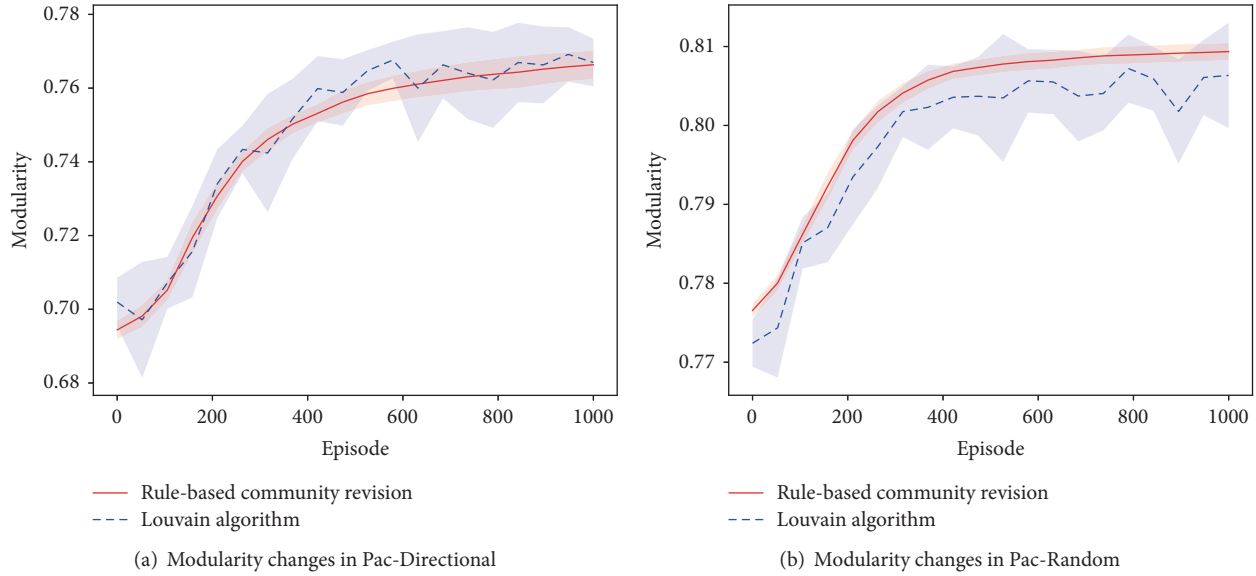 0.78
0.76
0.74
0.72
0.70
0.68
Modularity
0 200 400 600 800 1000
Episode
Rule-based community revision
Louvain algorithm
(a) Modularity changes in Pac-Directional
0.81
0.80
0.79
0.78
0.77
Modularity
0 200 400 600 800 1000
Episode
Rule-based community revision
Louvain algorithm
(b) Modularity changes in Pac-Random